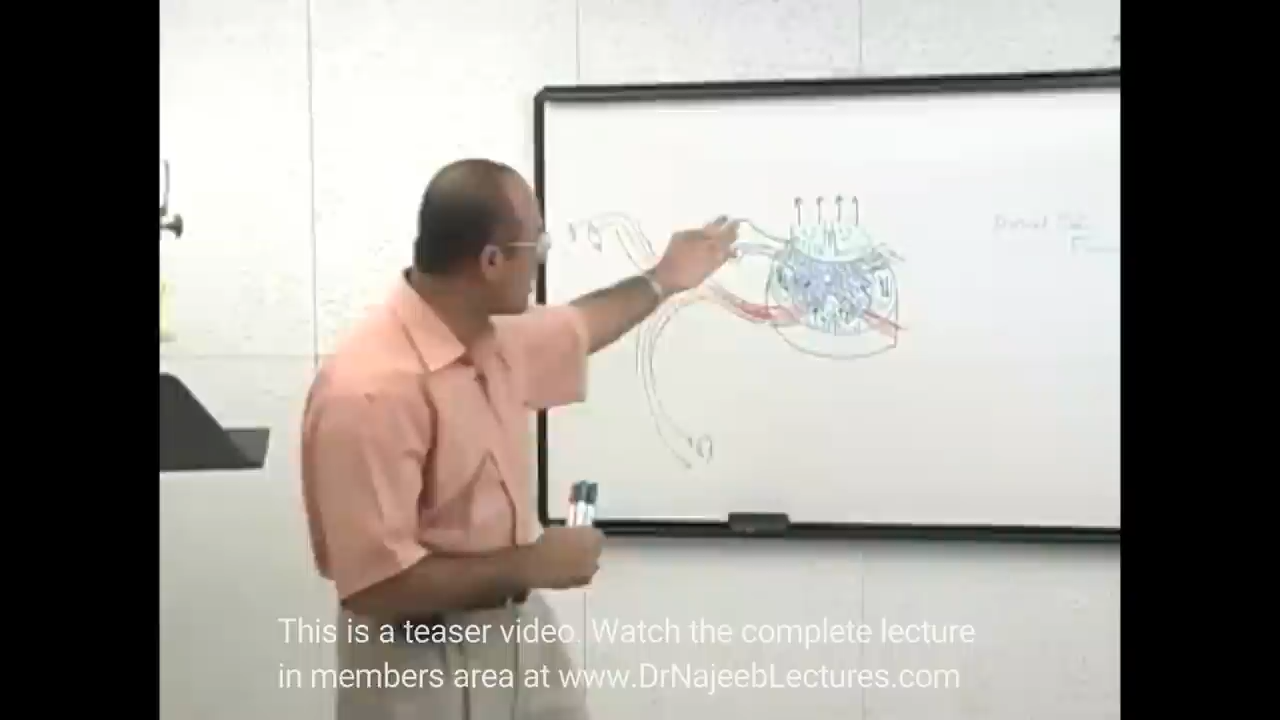 This is a teaser video. Watch the complete lecture
in members area at www.DrNajeebLectures.com